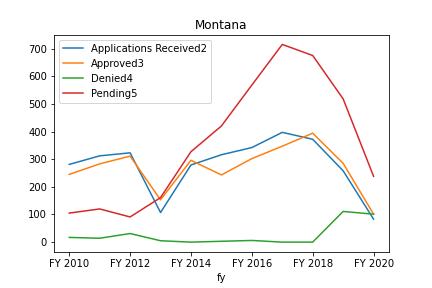 Montana
Applications Received2
Approved3
Denied4
Pending5
700
600
500
400
300
200
100
0
FY 2010 FY 2012 FY 2014 FY 2016 FY 2018 FY 2020
fy